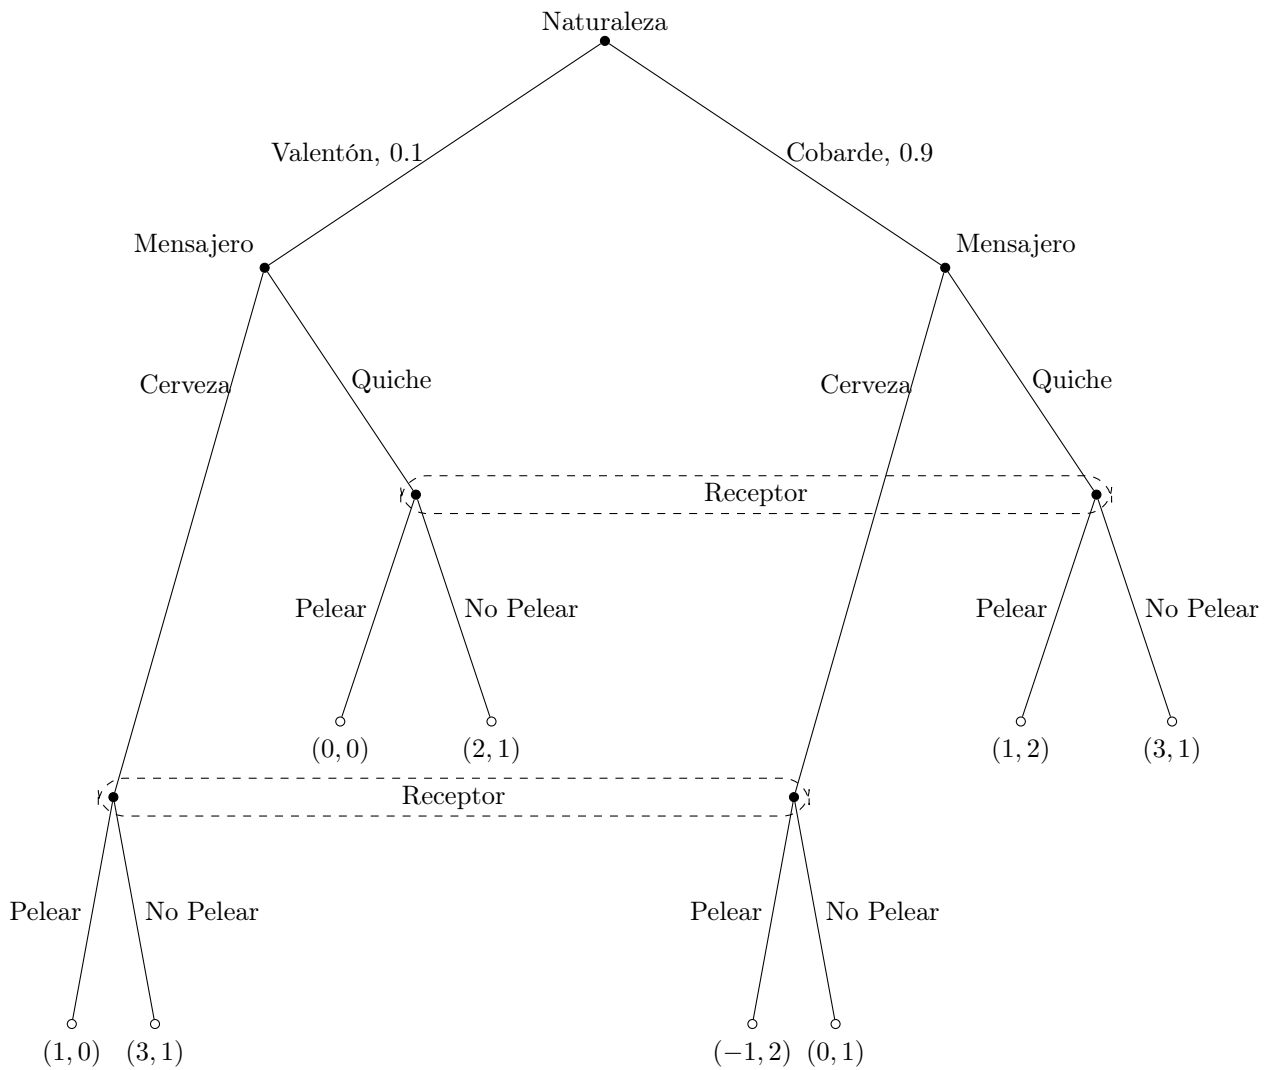 Naturaleza
Valentón, 0.1
Cobarde, 0.9
Mensajero
Mensajero
Cerveza
Quiche
Cerveza
Quiche
Receptor
Pelear
No Pelear
Pelear
No Pelear
(0, 0)
(2, 1)
(1, 2)
(3, 1)
Receptor
Pelear
No Pelear
Pelear
No Pelear
(1, 0)
(3, 1)
(−1, 2)
(0, 1)